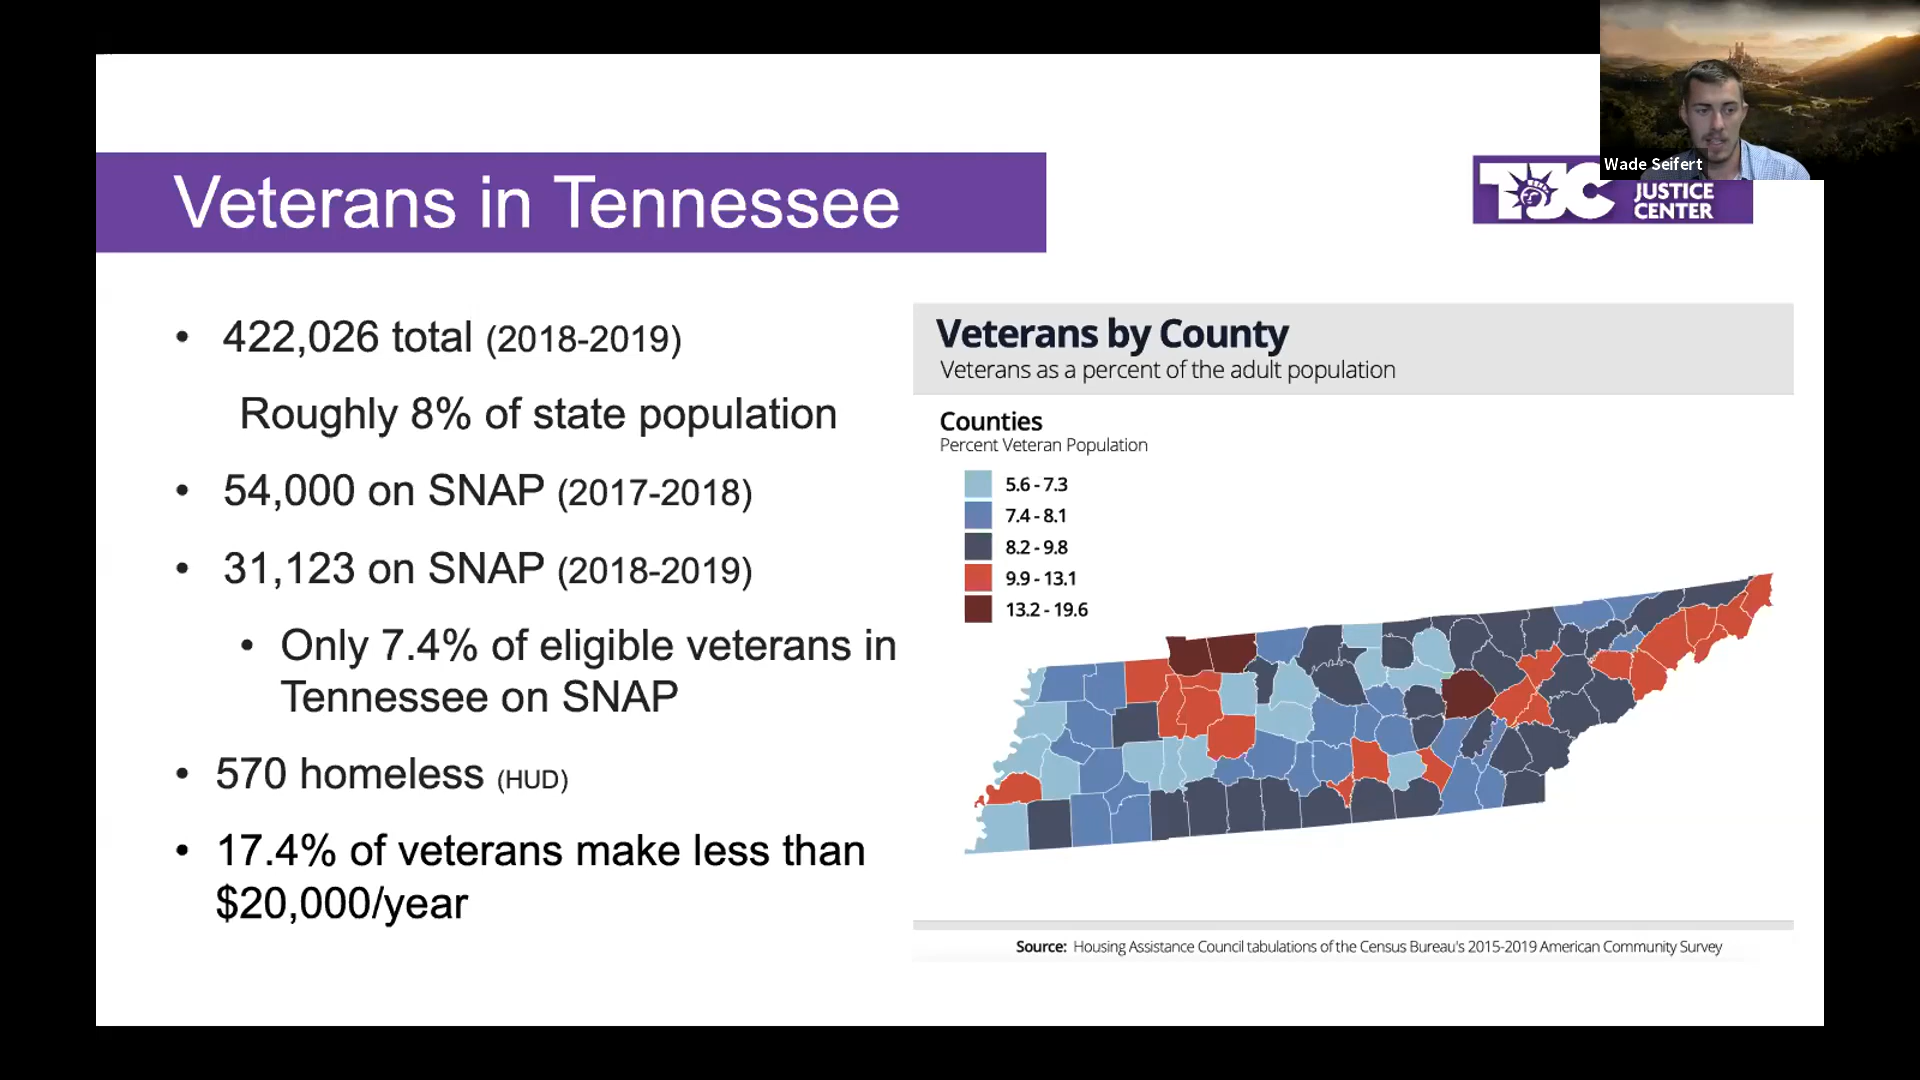 Wade Seifert
Veterans in Tennessee
TJC JUSTICE
CENTER
• 422,026 total (2018-2019)
Roughly 8% of state population
• 54,000 on SNAP (2017-2018)
• 31,123 on SNAP (2018-2019)
• Only 7.4% of eligible veterans in
Tennessee on SNAP
• 570 homeless (HUD)
• 17.4% of veterans make less than
$20,000/year
Veterans by County
Veterans as a percent of the adult population
Counties
Percent Veteran Population
5.6 - 7.3
7.4 - 8.1
8.2 - 9.8
9.9 - 13.1
13.2 - 19.6
Source: Housing Assistance Council tabulations of the Census Bureau's 2015-2019 American Community Survey